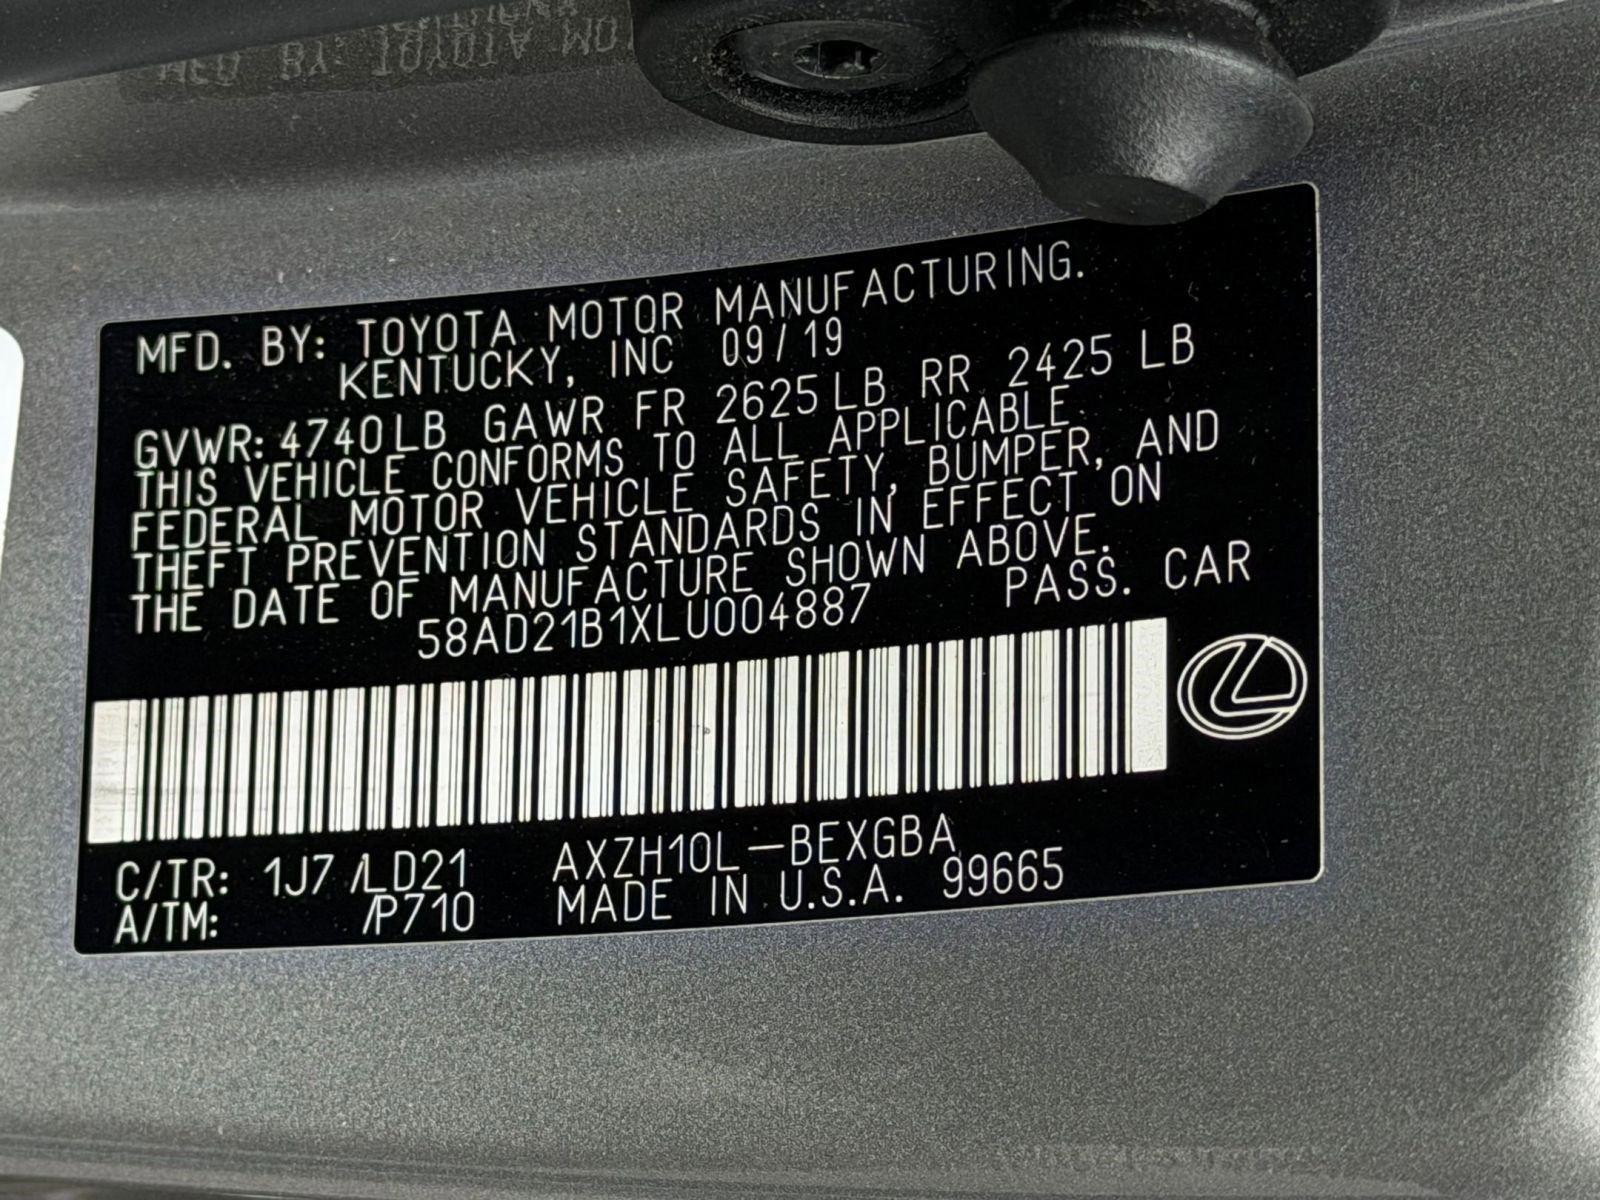 MFD. BY: TOYOTA MOTOR MANUFACTURING.
KENTUCKY, INC 09/19
GVWR: 4740LB GAWR FR 2625LB RR 2425 LB
THIS VEHICLE CONFORMS TO ALL APPLICABLE
FEDERAL MOTOR VEHICLE SAFETY, BUMPER, AND
THEFT PREVENTION STANDARDS IN EFFECT ON
THE DATE OF MANUFACTURE SHOWN ABOVE.
58AD21B1XLU004887 PASS. CAR
C/TR: 1J7 /LD21 AXZH10L-BEXGBA
A/TM: /P710 MADE IN U.S.A. 99665